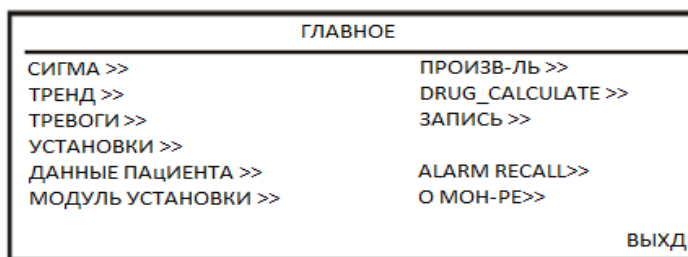 ГЛАВНОЕ
СИГМА >> ПРОИЗВ-ЛЬ >>
ТРЕНД >> DRUG_CALCULATE >>
ТРЕВОГИ >> ЗАПИСЬ >>
УСТАНОВКИ >>
ДАННЫЕ ПАцИЕНТА >> ALARM RECALL>>
МОДУЛЬ УСТАНОВКИ >> О МОН-РЕ>>
ВЫХД